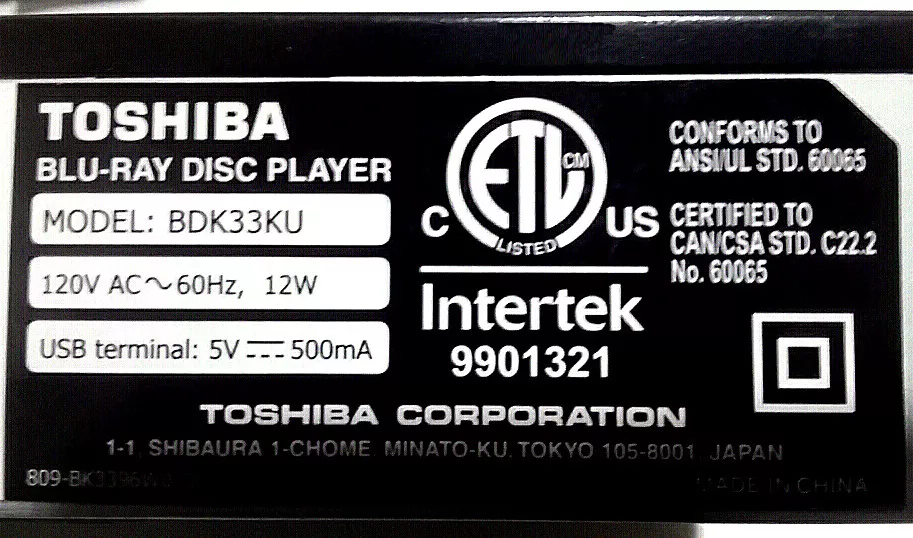 TOSHIBA
BLU-RAY DISC PLAYER
MODEL: BDK33KU
120V AC～60Hz, 12W
USB terminal: 5V ⎓ 500mA
ETL CM
LISTED
C US
Intertek
9901321
CONFORMS TO
ANSI/UL STD. 60065
CERTIFIED TO
CAN/CSA STD. C22.2
No. 60065
TOSHIBA CORPORATION
1-1, SHIBAURA 1-CHOME, MINATO-KU, TOKYO 105-8001, JAPAN
MADE IN CHINA